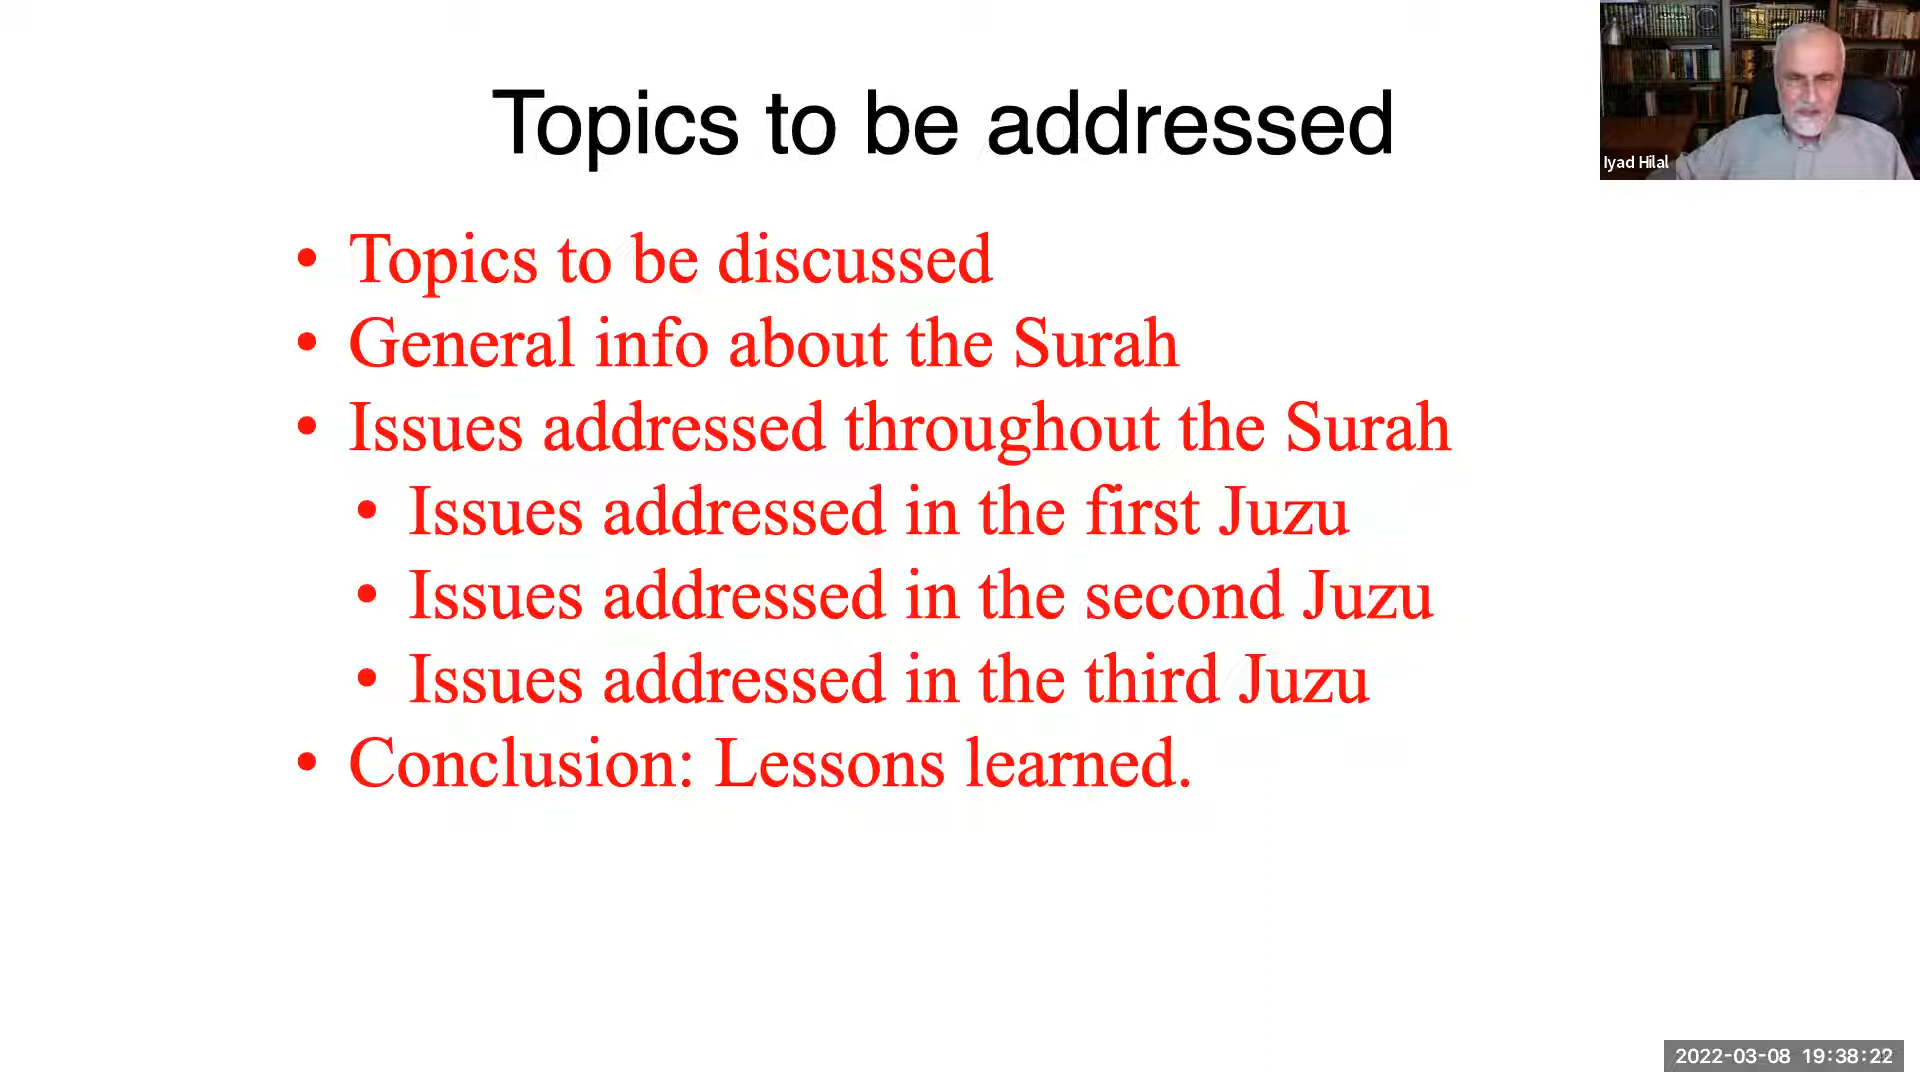 Topics to be addressed
Iyad Hilal
• Topics to be discussed
• General info about the Surah
• Issues addressed throughout the Surah
• Issues addressed in the first Juzu
• Issues addressed in the second Juzu
• Issues addressed in the third Juzu
• Conclusion: Lessons learned.
2022-03-08 19:38:22